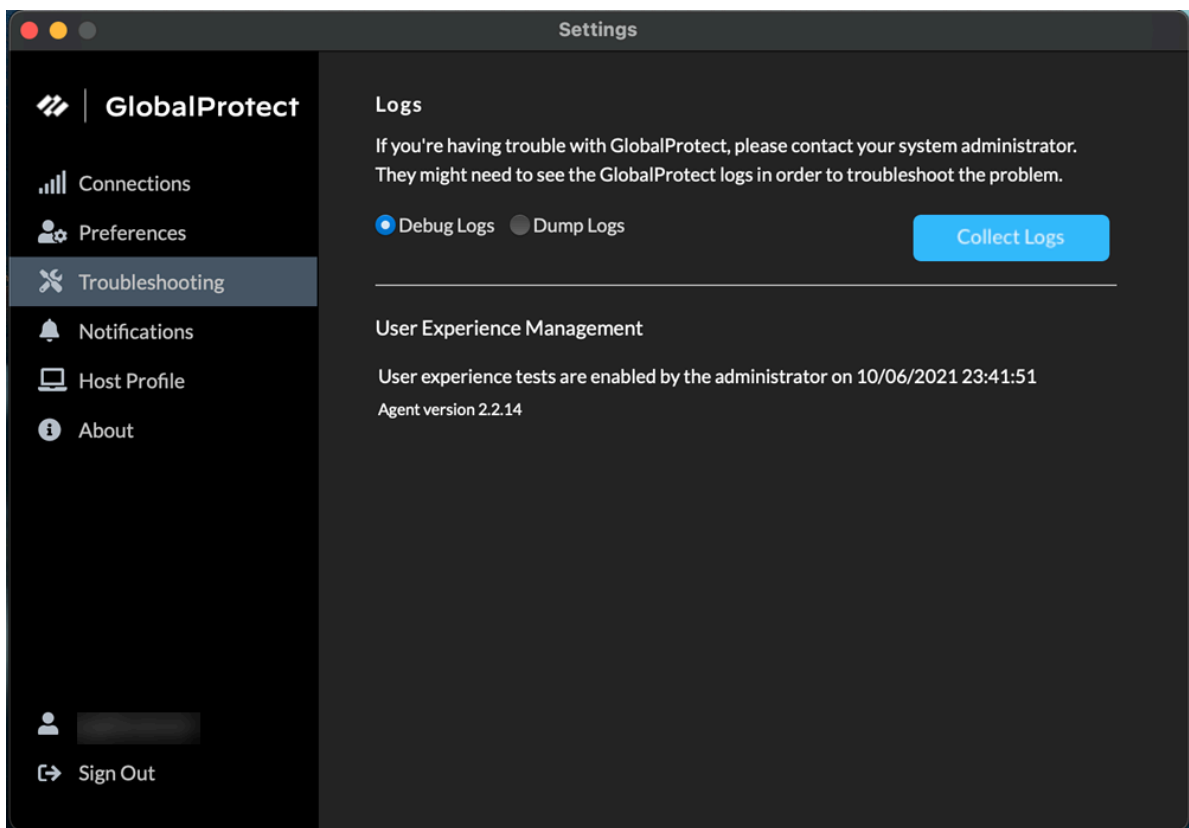 Settings
GlobalProtect
Connections
Preferences
Troubleshooting
Notifications
Host Profile
About
Sign Out
Logs
If you're having trouble with GlobalProtect, please contact your system administrator.
They might need to see the GlobalProtect logs in order to troubleshoot the problem.
Debug Logs Dump Logs
Collect Logs
User Experience Management
User experience tests are enabled by the administrator on 10/06/2021 23:41:51
Agent version 2.2.14